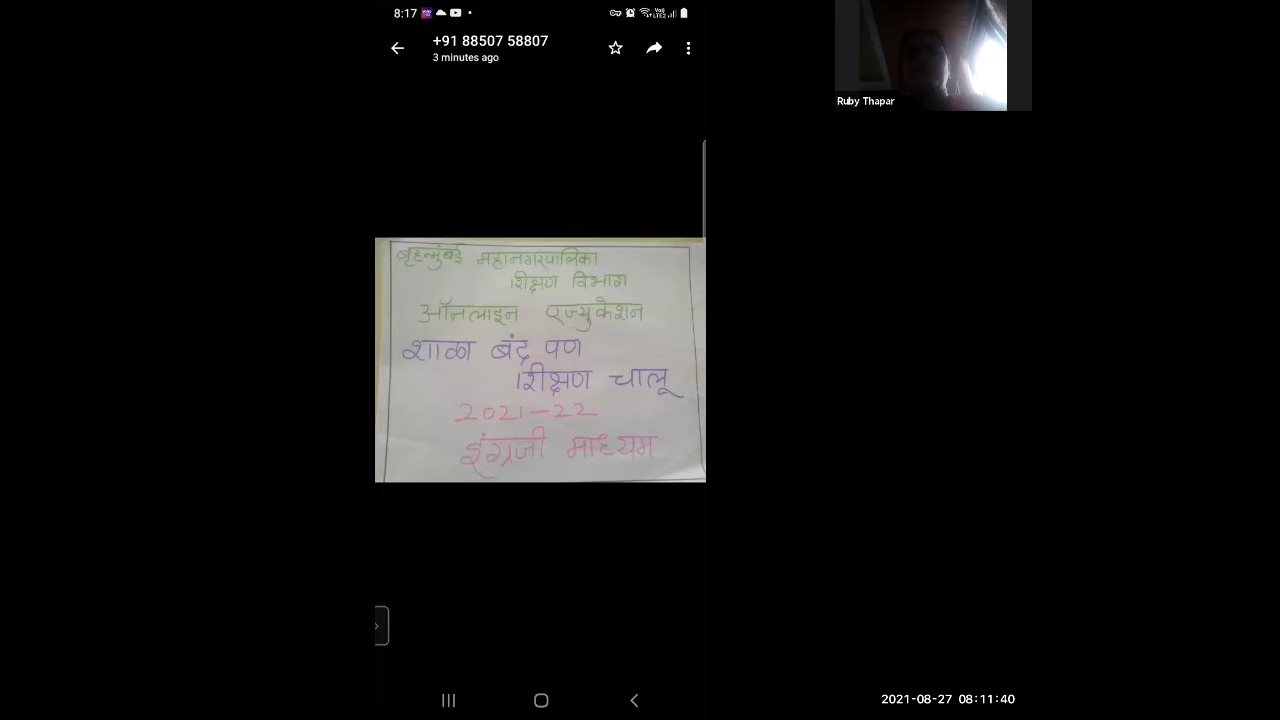 8:17
+91 88507 58807
3 minutes ago
Ruby Thapar
बृहन्मुंबई महानगरपालिका
शिक्षण विभाग
ऑनलाइन एज्युकेशन
शाळा बंद पण
शिक्षण चालू
2021-22
इंग्रजी माध्यम
2021-08-27 08:11:40